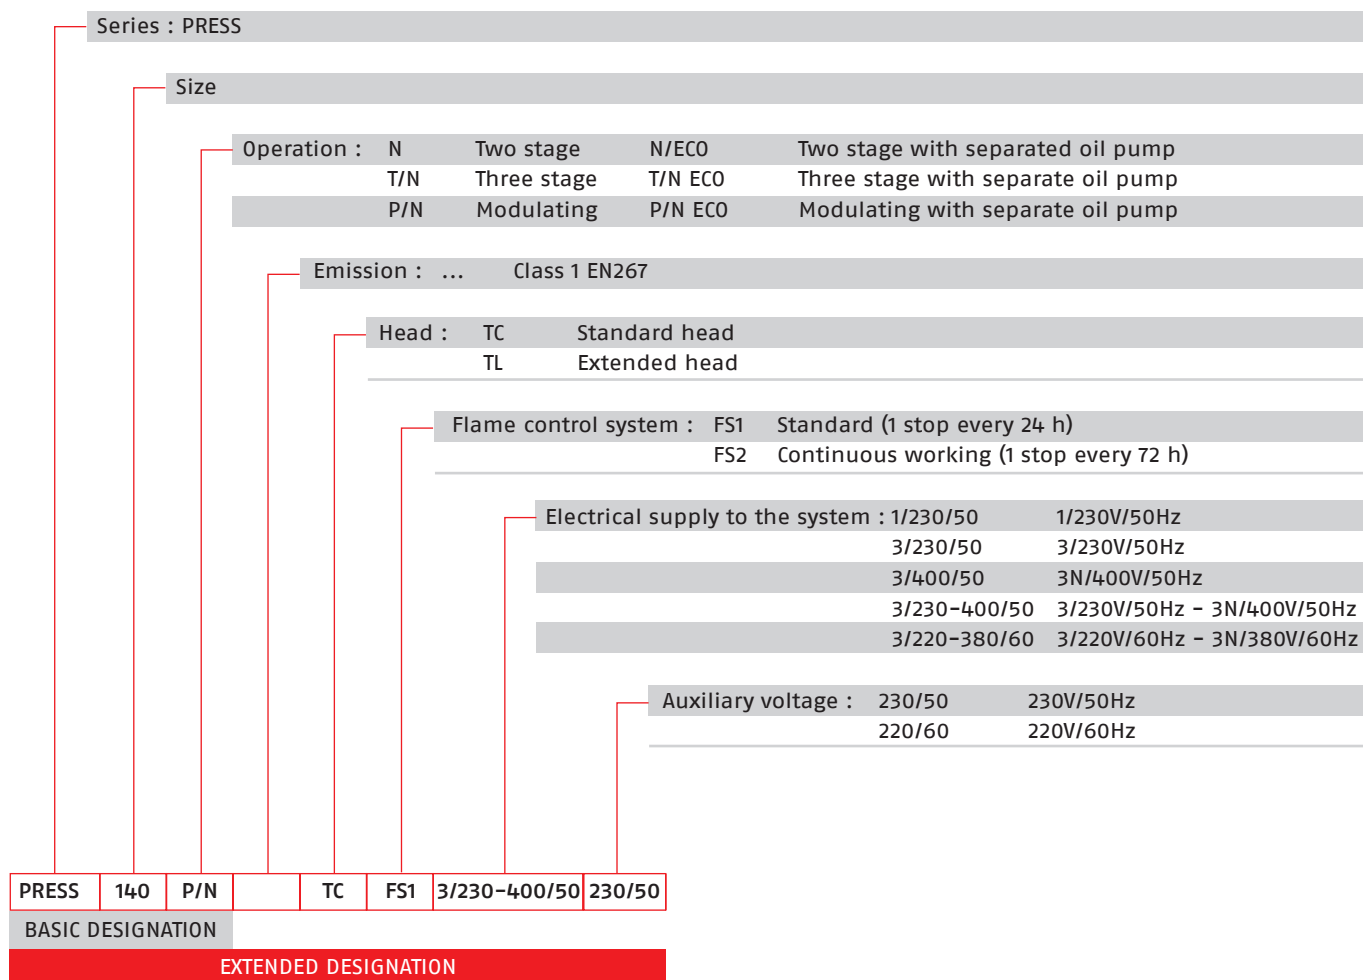 Series : PRESS
Size
Operation : N Two stage N/ECO Two stage with separated oil pump
T/N Three stage T/N ECO Three stage with separate oil pump
P/N Modulating P/N ECO Modulating with separate oil pump
Emission : ... Class 1 EN267
Head : TC Standard head
TL Extended head
Flame control system : FS1 Standard (1 stop every 24 h)
FS2 Continuous working (1 stop every 72 h)
Electrical supply to the system : 1/230/50 1/230V/50Hz
3/230/50 3/230V/50Hz
3/400/50 3N/400V/50Hz
3/230-400/50 3/230V/50Hz - 3N/400V/50Hz
3/220-380/60 3/220V/60Hz - 3N/380V/60Hz
Auxiliary voltage : 230/50 230V/50Hz
220/60 220V/60Hz
PRESS 140 P/N TC FS1 3/230-400/50 230/50
BASIC DESIGNATION
EXTENDED DESIGNATION